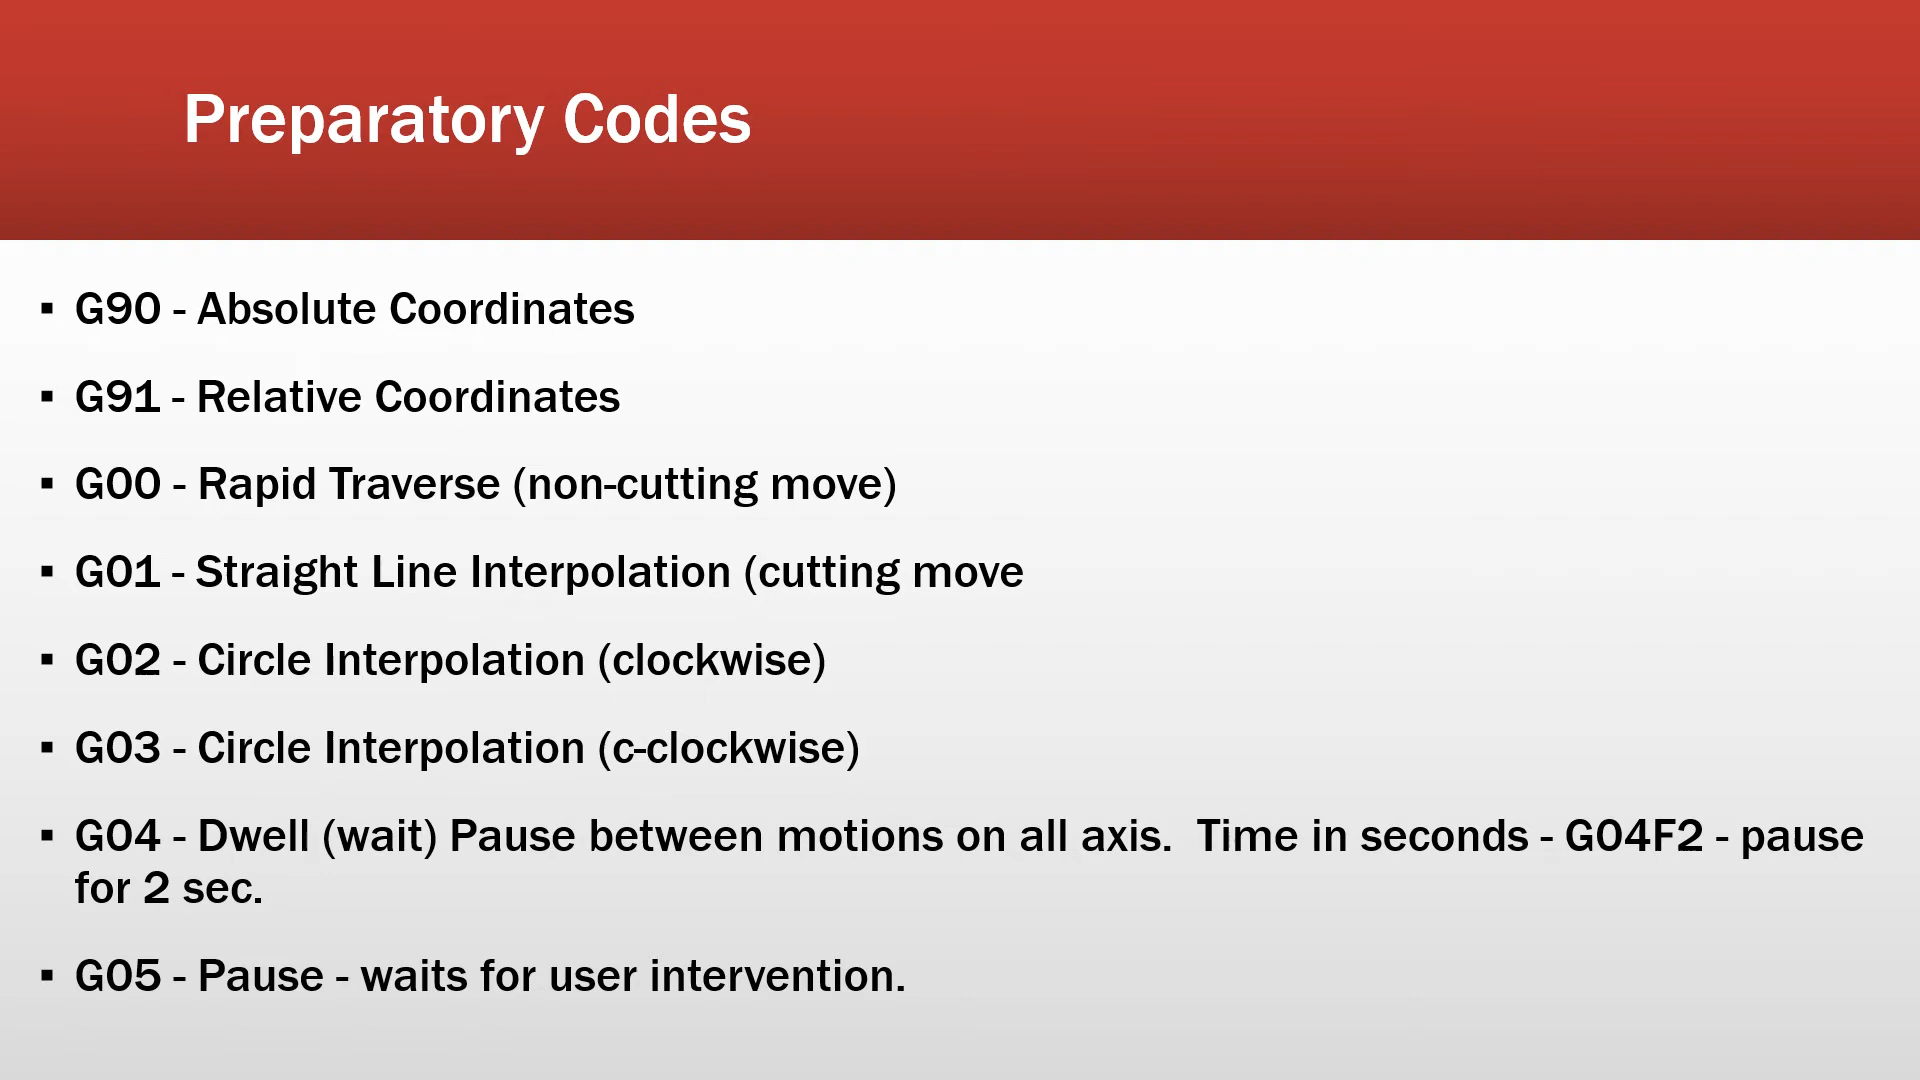 Preparatory Codes
▪ G90 - Absolute Coordinates
▪ G91 - Relative Coordinates
▪ G00 - Rapid Traverse (non-cutting move)
▪ G01 - Straight Line Interpolation (cutting move
▪ G02 - Circle Interpolation (clockwise)
▪ G03 - Circle Interpolation (c-clockwise)
▪ G04 - Dwell (wait) Pause between motions on all axis.  Time in seconds - G04F2 - pause
for 2 sec.
▪ G05 - Pause - waits for user intervention.